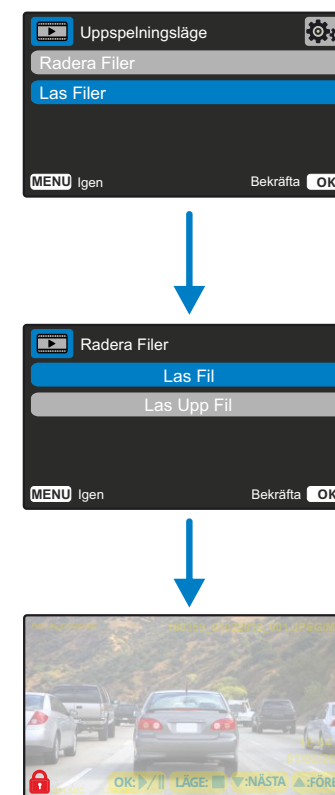 Uppspelningsläge
Radera Filer
Las Filer
MENU Igen Bekräfta OK
Radera Filer
Las Fil
Las Upp Fil
MENU Igen Bekräfta OK
OK: LÄGE: ▼:NÄSTA ▲:FÖRE